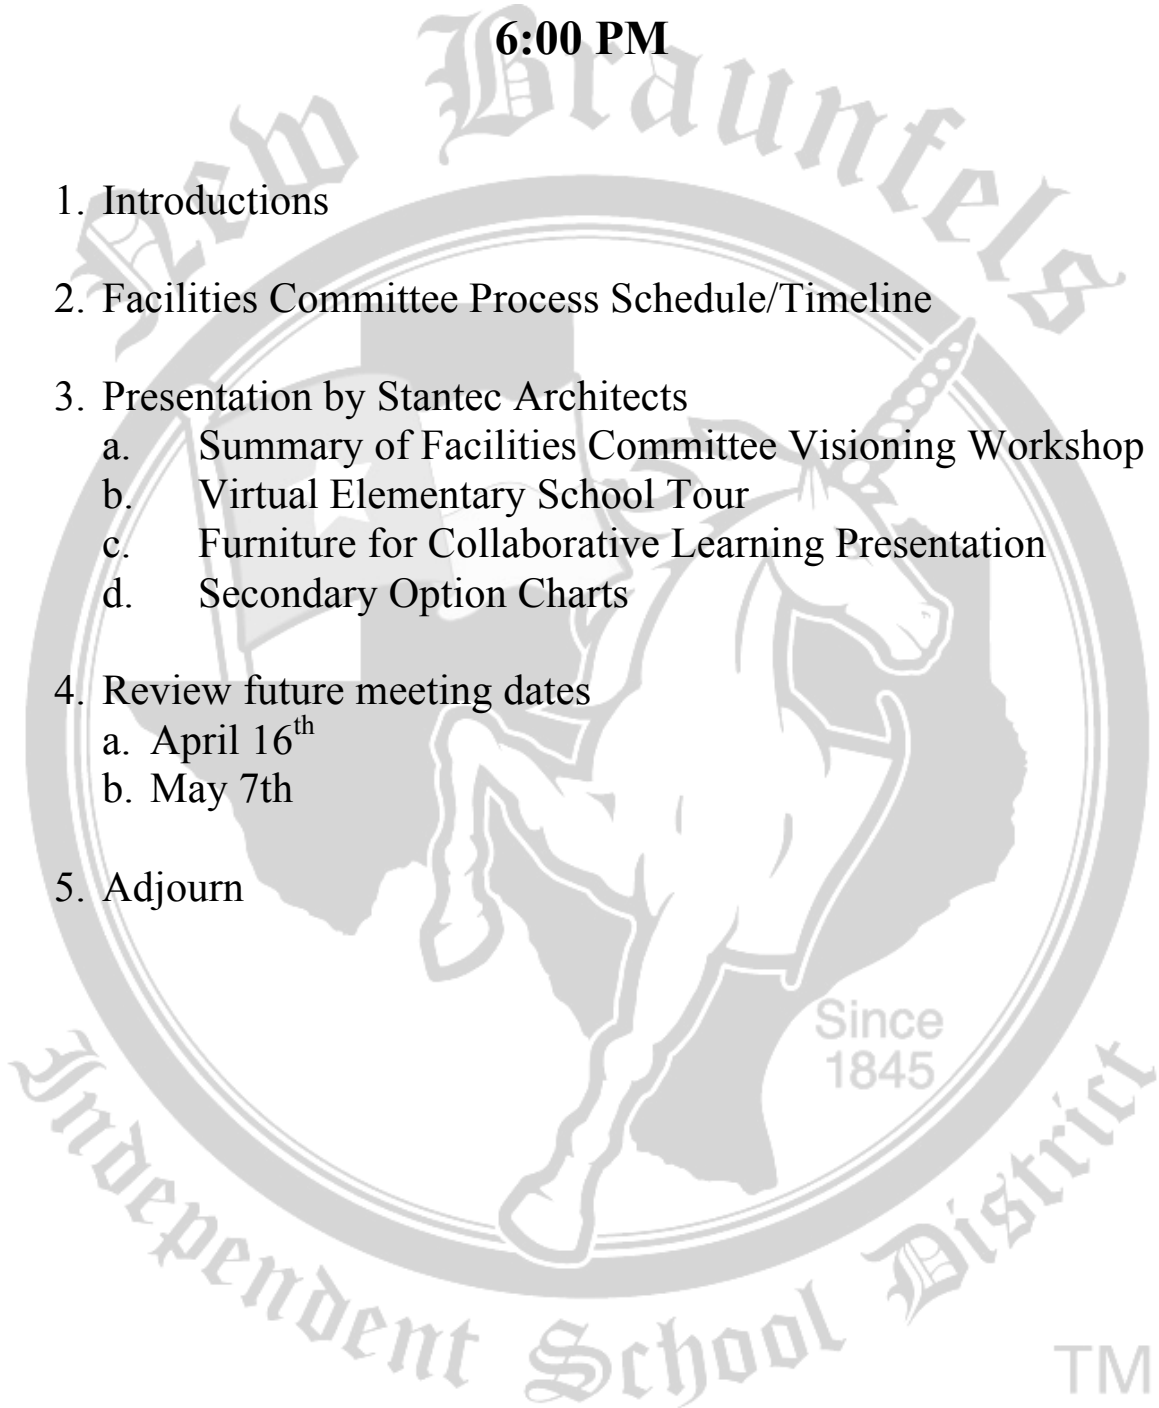 6:00 PM
New Braunfels
1. Introductions
2. Facilities Committee Process Schedule/Timeline
3. Presentation by Stantec Architects
a. Summary of Facilities Committee Visioning Workshop
b. Virtual Elementary School Tour
c. Furniture for Collaborative Learning Presentation
d. Secondary Option Charts
4. Review future meeting dates
a. April 16th
b. May 7th
5. Adjourn
Since
1845
Independent School District
TM